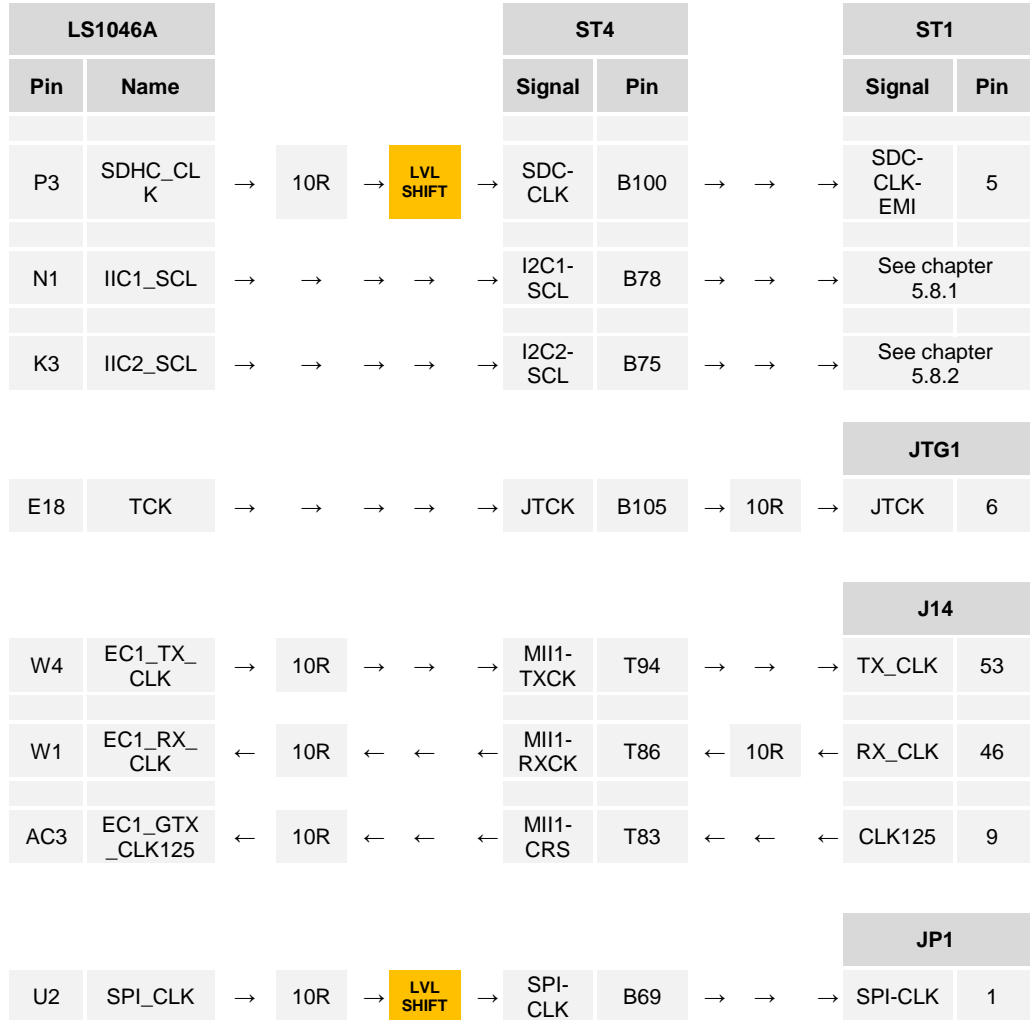 LS1046A ST4 ST1
Pin Name Signal Pin Signal Pin
P3 SDHC_CL
K → 10R → LVL
SHIFT → SDC-
CLK B100 → → → SDC-
CLK-
EMI 5
N1 IIC1_SCL → → → → → I2C1-
SCL B78 → → → See chapter
5.8.1
K3 IIC2_SCL → → → → → I2C2-
SCL B75 → → → See chapter
5.8.2
JTG1
E18 TCK → → → → → JTCK B105 → 10R → JTCK 6
J14
W4 EC1_TX_
CLK → 10R → → → MII1-
TXCK T94 → → → TX_CLK 53
W1 EC1_RX_
CLK ← 10R ← ← ← MII1-
RXCK T86 ← 10R ← RX_CLK 46
AC3 EC1_GTX
_CLK125 ← 10R ← ← ← MII1-
CRS T83 ← ← ← CLK125 9
JP1
U2 SPI_CLK → 10R → LVL
SHIFT → SPI-
CLK B69 → → → SPI-CLK 1